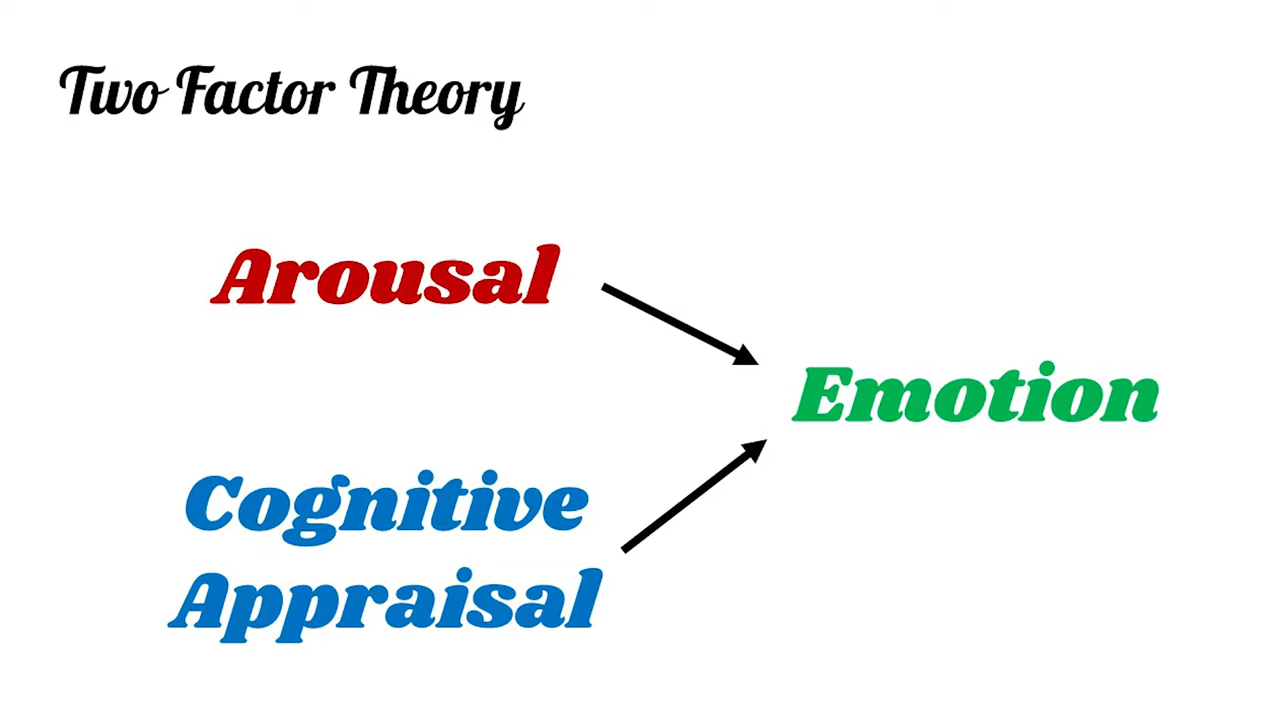 Two Factor Theory
Arousal
Emotion
Cognitive
Appraisal